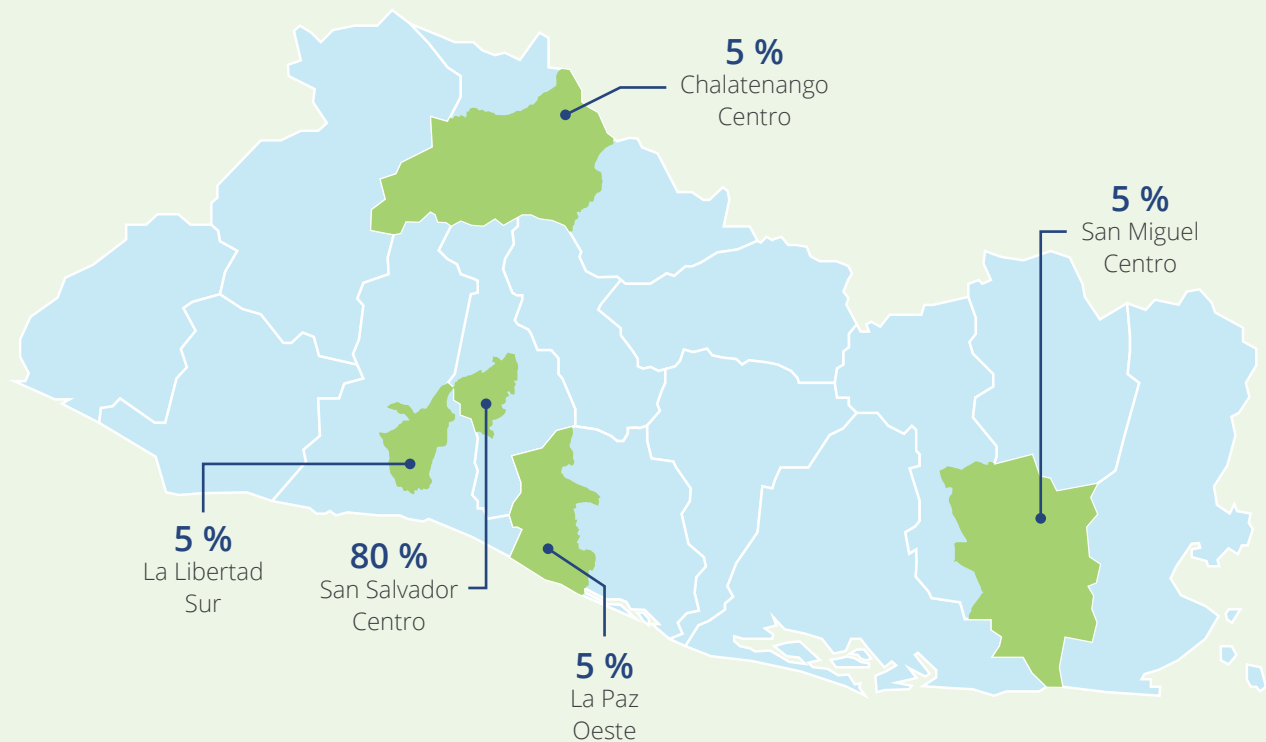 5 %
Chalatenango
Centro
5 %
San Miguel
Centro
5 %
La Libertad
Sur
80 %
San Salvador
Centro
5 %
La Paz
Oeste